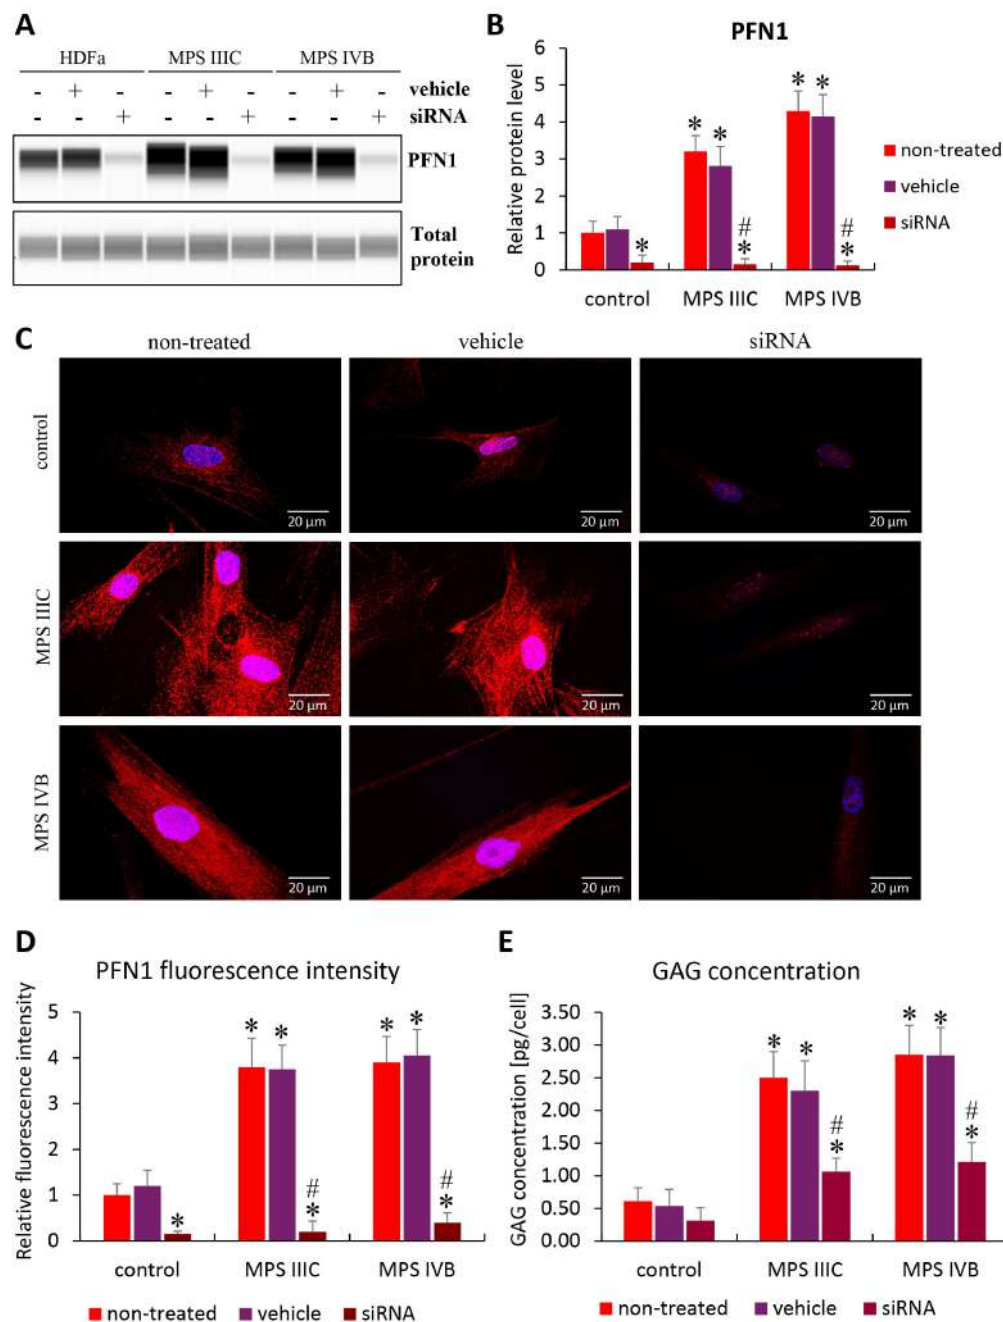 A
HDFa MPS IIIC MPS IVB
- + - - + - - + - vehicle
- - + - - + - - + siRNA
PFN1
Total
protein
B
PFN1
Relative protein level
6
5
4
3
2
1
0
* * * *
# #
* * *
control MPS IIIC MPS IVB
non-treated
vehicle
siRNA
C
non-treated vehicle siRNA
control
20 µm 20 µm 20 µm
MPS IIIC
20 µm 20 µm 20 µm
MPS IVB
20 µm 20 µm 20 µm
D
PFN1 fluorescence intensity
Relative fluorescence intensity
5
4
3
2
1
0
* * * *
# #
* * *
control MPS IIIC MPS IVB
non-treated vehicle siRNA
E
GAG concentration
GAG concentration [pg/cell]
3.50
3.00
2.50
2.00
1.50
1.00
0.50
0.00
* * * *
# #
* *
control MPS IIIC MPS IVB
non-treated vehicle siRNA